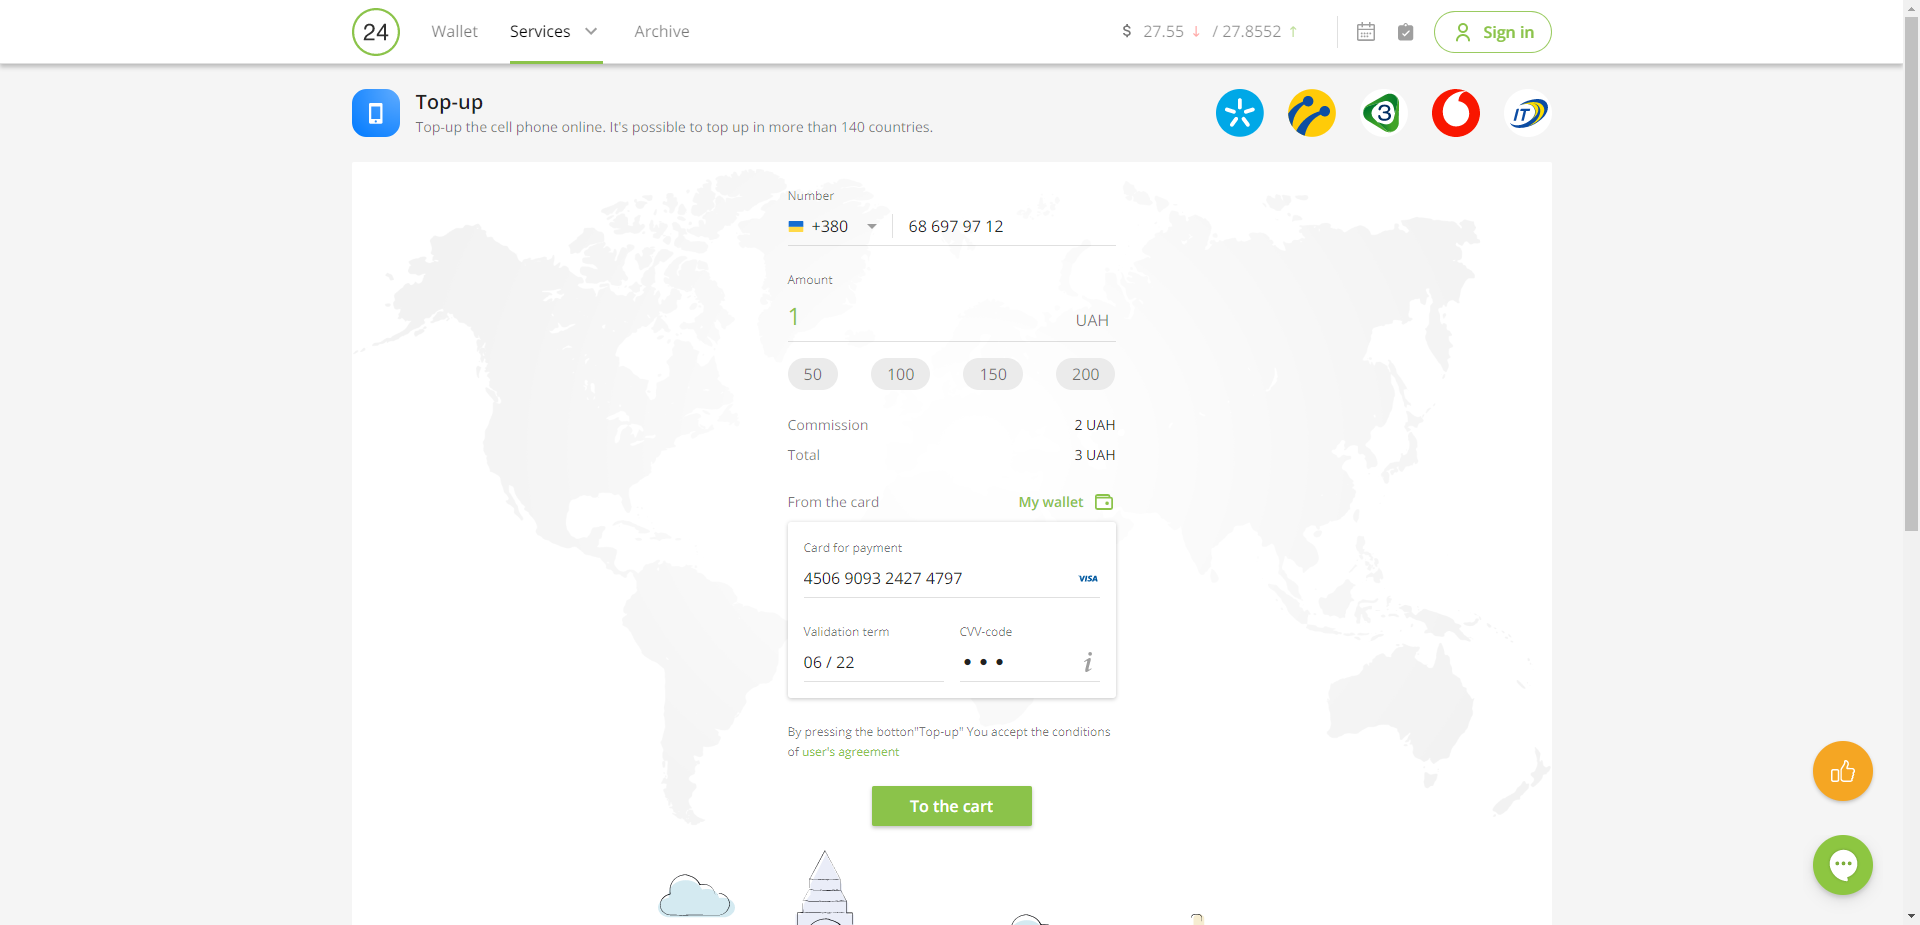 24 Wallet Services Archive $ 27.55 ↓ / 27.8552 ↑ Sign in
Top-up
Top-up the cell phone online. It's possible to top up in more than 140 countries.
3
IT
Number
+380 68 697 97 12
Amount
1 UAH
50 100 150 200
Commission 2 UAH
Total 3 UAH
From the card My wallet
Card for payment
4506 9093 2427 4797 VISA
Validation term CVV-code
06 / 22 • • • i
By pressing the botton"Top-up" You accept the conditions
of user's agreement
To the cart